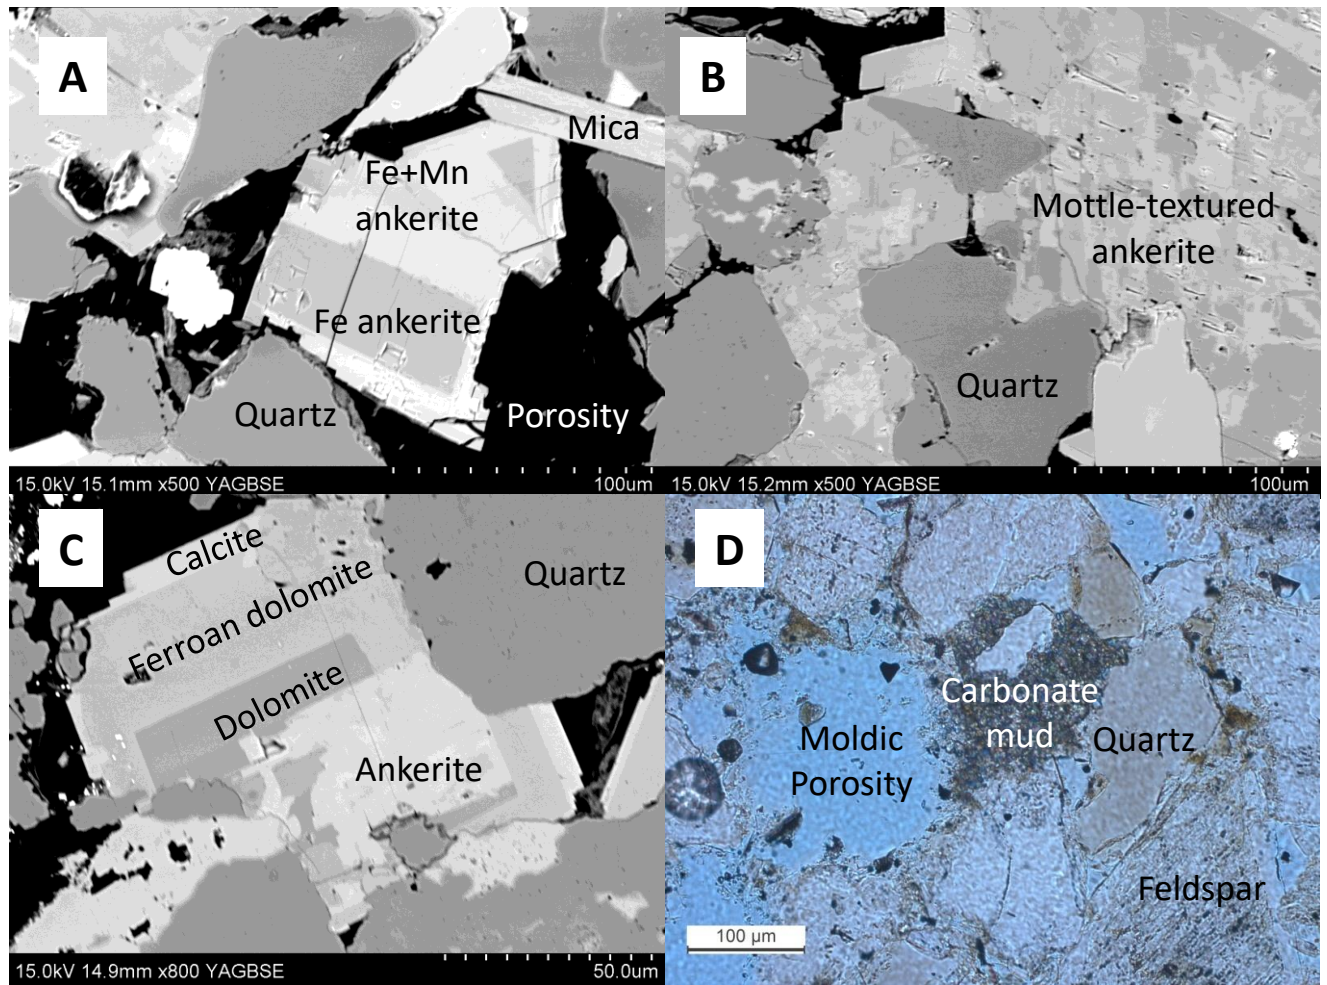 A
Mica
Fe+Mn
ankerite
Fe ankerite
Quartz
Porosity
15.0kV 15.1mm x500 YAGBSE
100um
B
Mottle-textured
ankerite
Quartz
15.0kV 15.2mm x500 YAGBSE
100um
C
Calcite
Quartz
Ferroan dolomite
Dolomite
Ankerite
15.0kV 14.9mm x800 YAGBSE
50.0um
D
Carbonate
mud
Moldic
Porosity
Quartz
Feldspar
100 µm